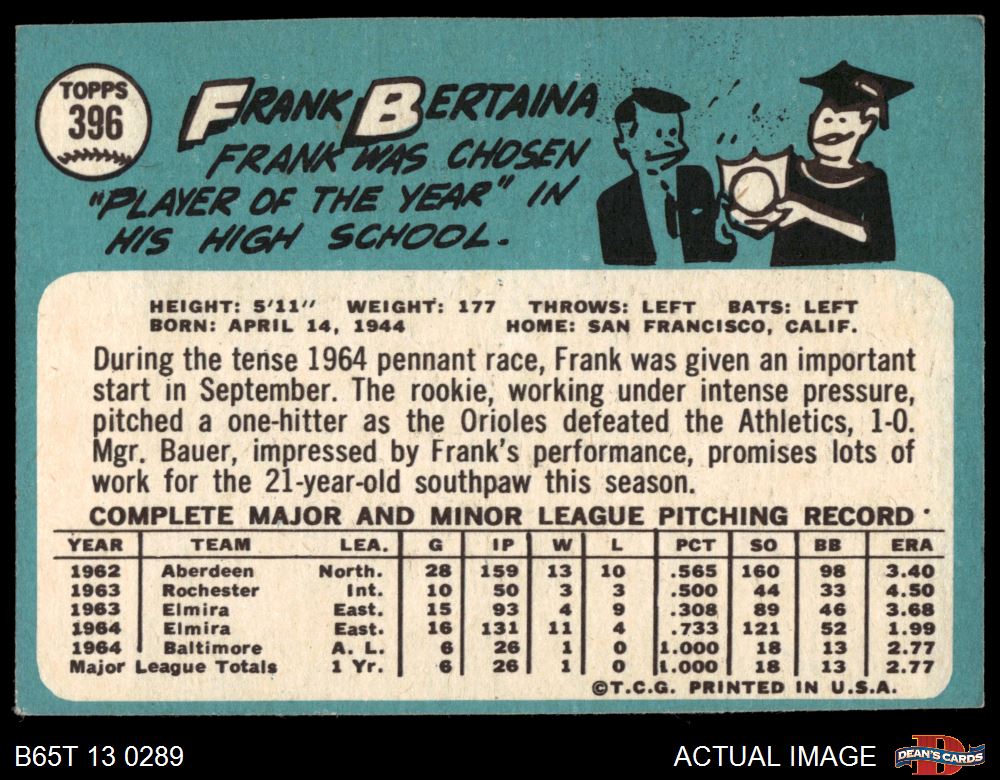 TOPPS
396
FRANK BERTAINA
FRANK WAS CHOSEN
"PLAYER OF THE YEAR" IN
HIS HIGH SCHOOL.
HEIGHT: 5'11" WEIGHT: 177 THROWS: LEFT BATS: LEFT
BORN: APRIL 14, 1944 HOME: SAN FRANCISCO, CALIF.
During the tense 1964 pennant race, Frank was given an important
start in September. The rookie, working under intense pressure,
pitched a one-hitter as the Orioles defeated the Athletics, 1-0.
Mgr. Bauer, impressed by Frank's performance, promises lots of
work for the 21-year-old southpaw this season.
COMPLETE MAJOR AND MINOR LEAGUE PITCHING RECORD
YEAR TEAM LEA. G IP W L PCT SO BB ERA
1962 Aberdeen North. 28 159 13 10 .565 160 98 3.40
1963 Rochester Int. 10 50 3 3 .500 44 33 4.50
1963 Elmira East. 15 93 4 9 .308 89 46 3.68
1964 Elmira East. 16 131 11 4 .733 121 52 1.99
1964 Baltimore A. L. 6 26 1 0 1.000 18 13 2.77
Major League Totals 1 Yr. 6 26 1 0 1.000 18 13 2.77
©T.C.G. PRINTED IN U.S.A.
B65T 13 0289 ACTUAL IMAGE
DEAN'S CARDS